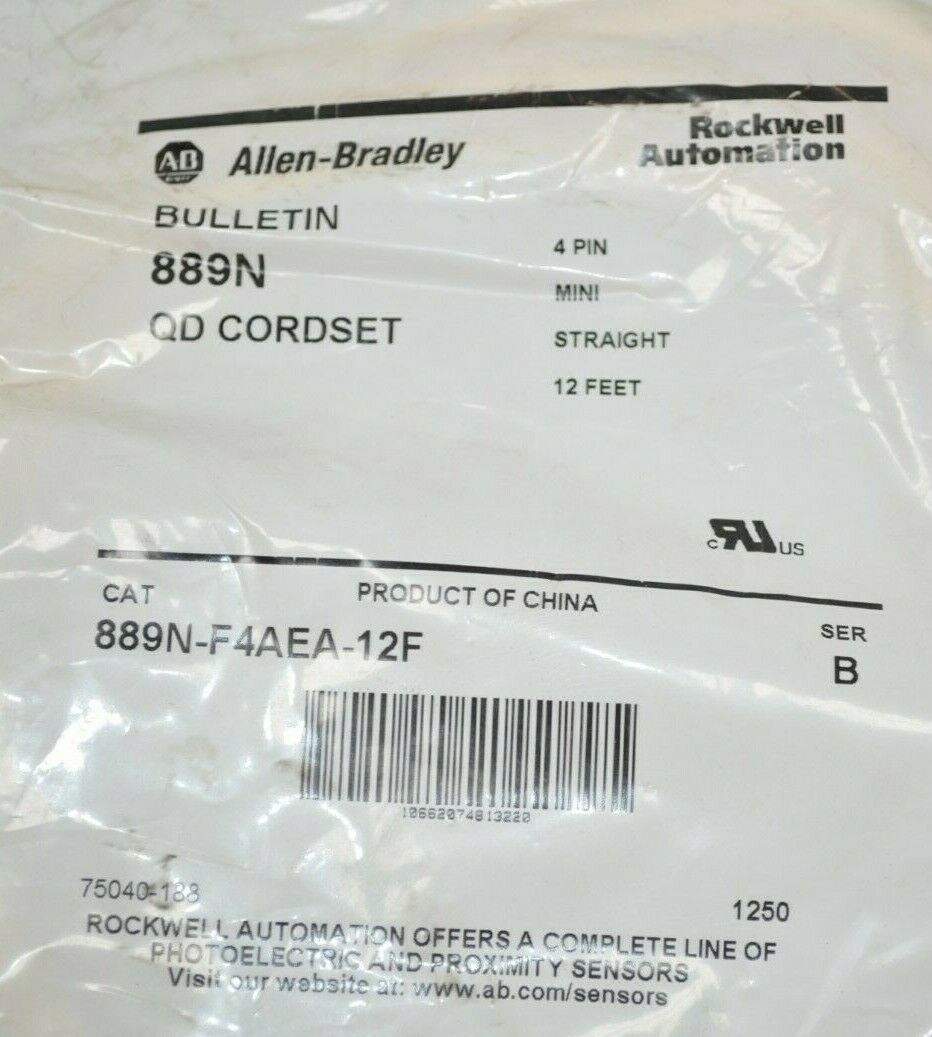 AB Allen-Bradley
Rockwell
Automation
BULLETIN
889N
QD CORDSET
4 PIN
MINI
STRAIGHT
12 FEET
c RU US
CAT
PRODUCT OF CHINA
SER
889N-F4AEA-12F
B
10662074813220
75040-188
1250
ROCKWELL AUTOMATION OFFERS A COMPLETE LINE OF
PHOTOELECTRIC AND PROXIMITY SENSORS
Visit our website at: www.ab.com/sensors